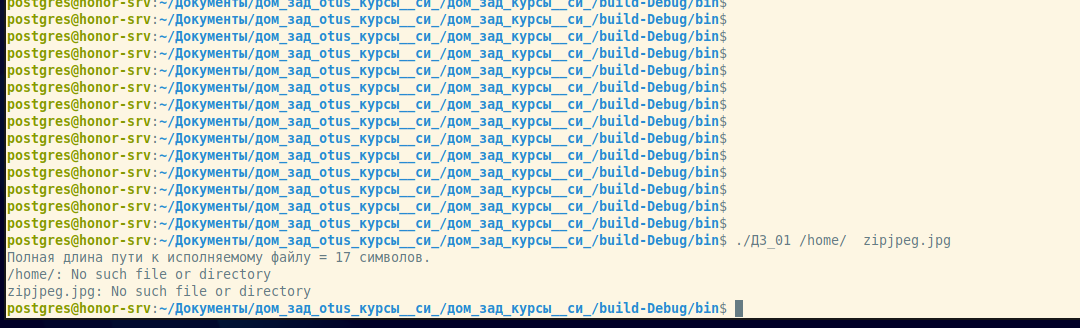 postgres@honor-srv:~/Документы/дом_зад_otus_курсы__си_/дом_зад_курсы__си_/build-Debug/bin$
postgres@honor-srv:~/Документы/дом_зад_otus_курсы__си_/дом_зад_курсы__си_/build-Debug/bin$
postgres@honor-srv:~/Документы/дом_зад_otus_курсы__си_/дом_зад_курсы__си_/build-Debug/bin$
postgres@honor-srv:~/Документы/дом_зад_otus_курсы__си_/дом_зад_курсы__си_/build-Debug/bin$
postgres@honor-srv:~/Документы/дом_зад_otus_курсы__си_/дом_зад_курсы__си_/build-Debug/bin$
postgres@honor-srv:~/Документы/дом_зад_otus_курсы__си_/дом_зад_курсы__си_/build-Debug/bin$
postgres@honor-srv:~/Документы/дом_зад_otus_курсы__си_/дом_зад_курсы__си_/build-Debug/bin$
postgres@honor-srv:~/Документы/дом_зад_otus_курсы__си_/дом_зад_курсы__си_/build-Debug/bin$
postgres@honor-srv:~/Документы/дом_зад_otus_курсы__си_/дом_зад_курсы__си_/build-Debug/bin$
postgres@honor-srv:~/Документы/дом_зад_otus_курсы__си_/дом_зад_курсы__си_/build-Debug/bin$
postgres@honor-srv:~/Документы/дом_зад_otus_курсы__си_/дом_зад_курсы__си_/build-Debug/bin$
postgres@honor-srv:~/Документы/дом_зад_otus_курсы__си_/дом_зад_курсы__си_/build-Debug/bin$
postgres@honor-srv:~/Документы/дом_зад_otus_курсы__си_/дом_зад_курсы__си_/build-Debug/bin$
postgres@honor-srv:~/Документы/дом_зад_otus_курсы__си_/дом_зад_курсы__си_/build-Debug/bin$
postgres@honor-srv:~/Документы/дом_зад_otus_курсы__си_/дом_зад_курсы__си_/build-Debug/bin$ ./ДЗ_01 /home/  zipjpeg.jpg
Полная длина пути к исполняемому файлу = 17 символов.
/home/: No such file or directory
zipjpeg.jpg: No such file or directory
postgres@honor-srv:~/Документы/дом_зад_otus_курсы__си_/дом_зад_курсы__си_/build-Debug/bin$